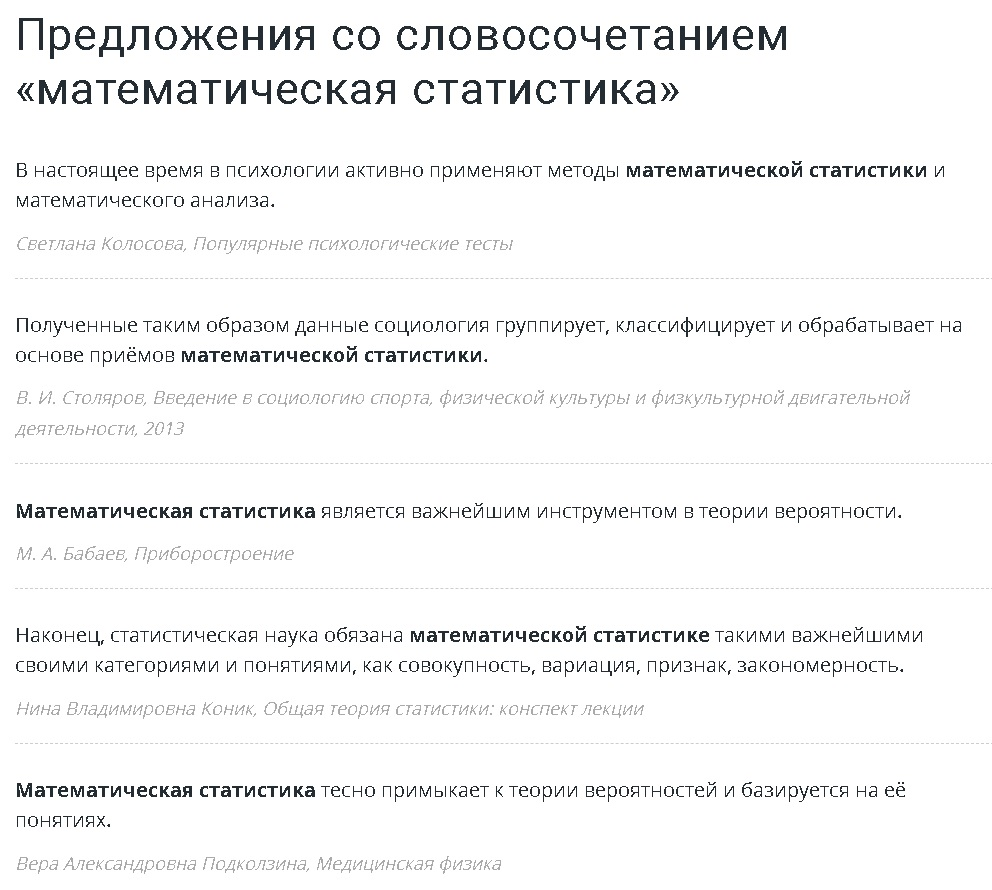 Предложения со словосочетанием
«математическая статистика»
В настоящее время в психологии активно применяют методы математической статистики и
математического анализа.
Светлана Колосова, Популярные психологические тесты
Полученные таким образом данные социология группирует, классифицирует и обрабатывает на
основе приёмов математической статистики.
В. И. Столяров, Введение в социологию спорта, физической культуры и физкультурной двигательной
деятельности, 2013
Математическая статистика является важнейшим инструментом в теории вероятности.
М. А. Бабаев, Приборостроение
Наконец, статистическая наука обязана математической статистике такими важнейшими
своими категориями и понятиями, как совокупность, вариация, признак, закономерность.
Нина Владимировна Коник, Общая теория статистики: конспект лекции
Математическая статистика тесно примыкает к теории вероятностей и базируется на её
понятиях.
Вера Александровна Подколзина, Медицинская физика